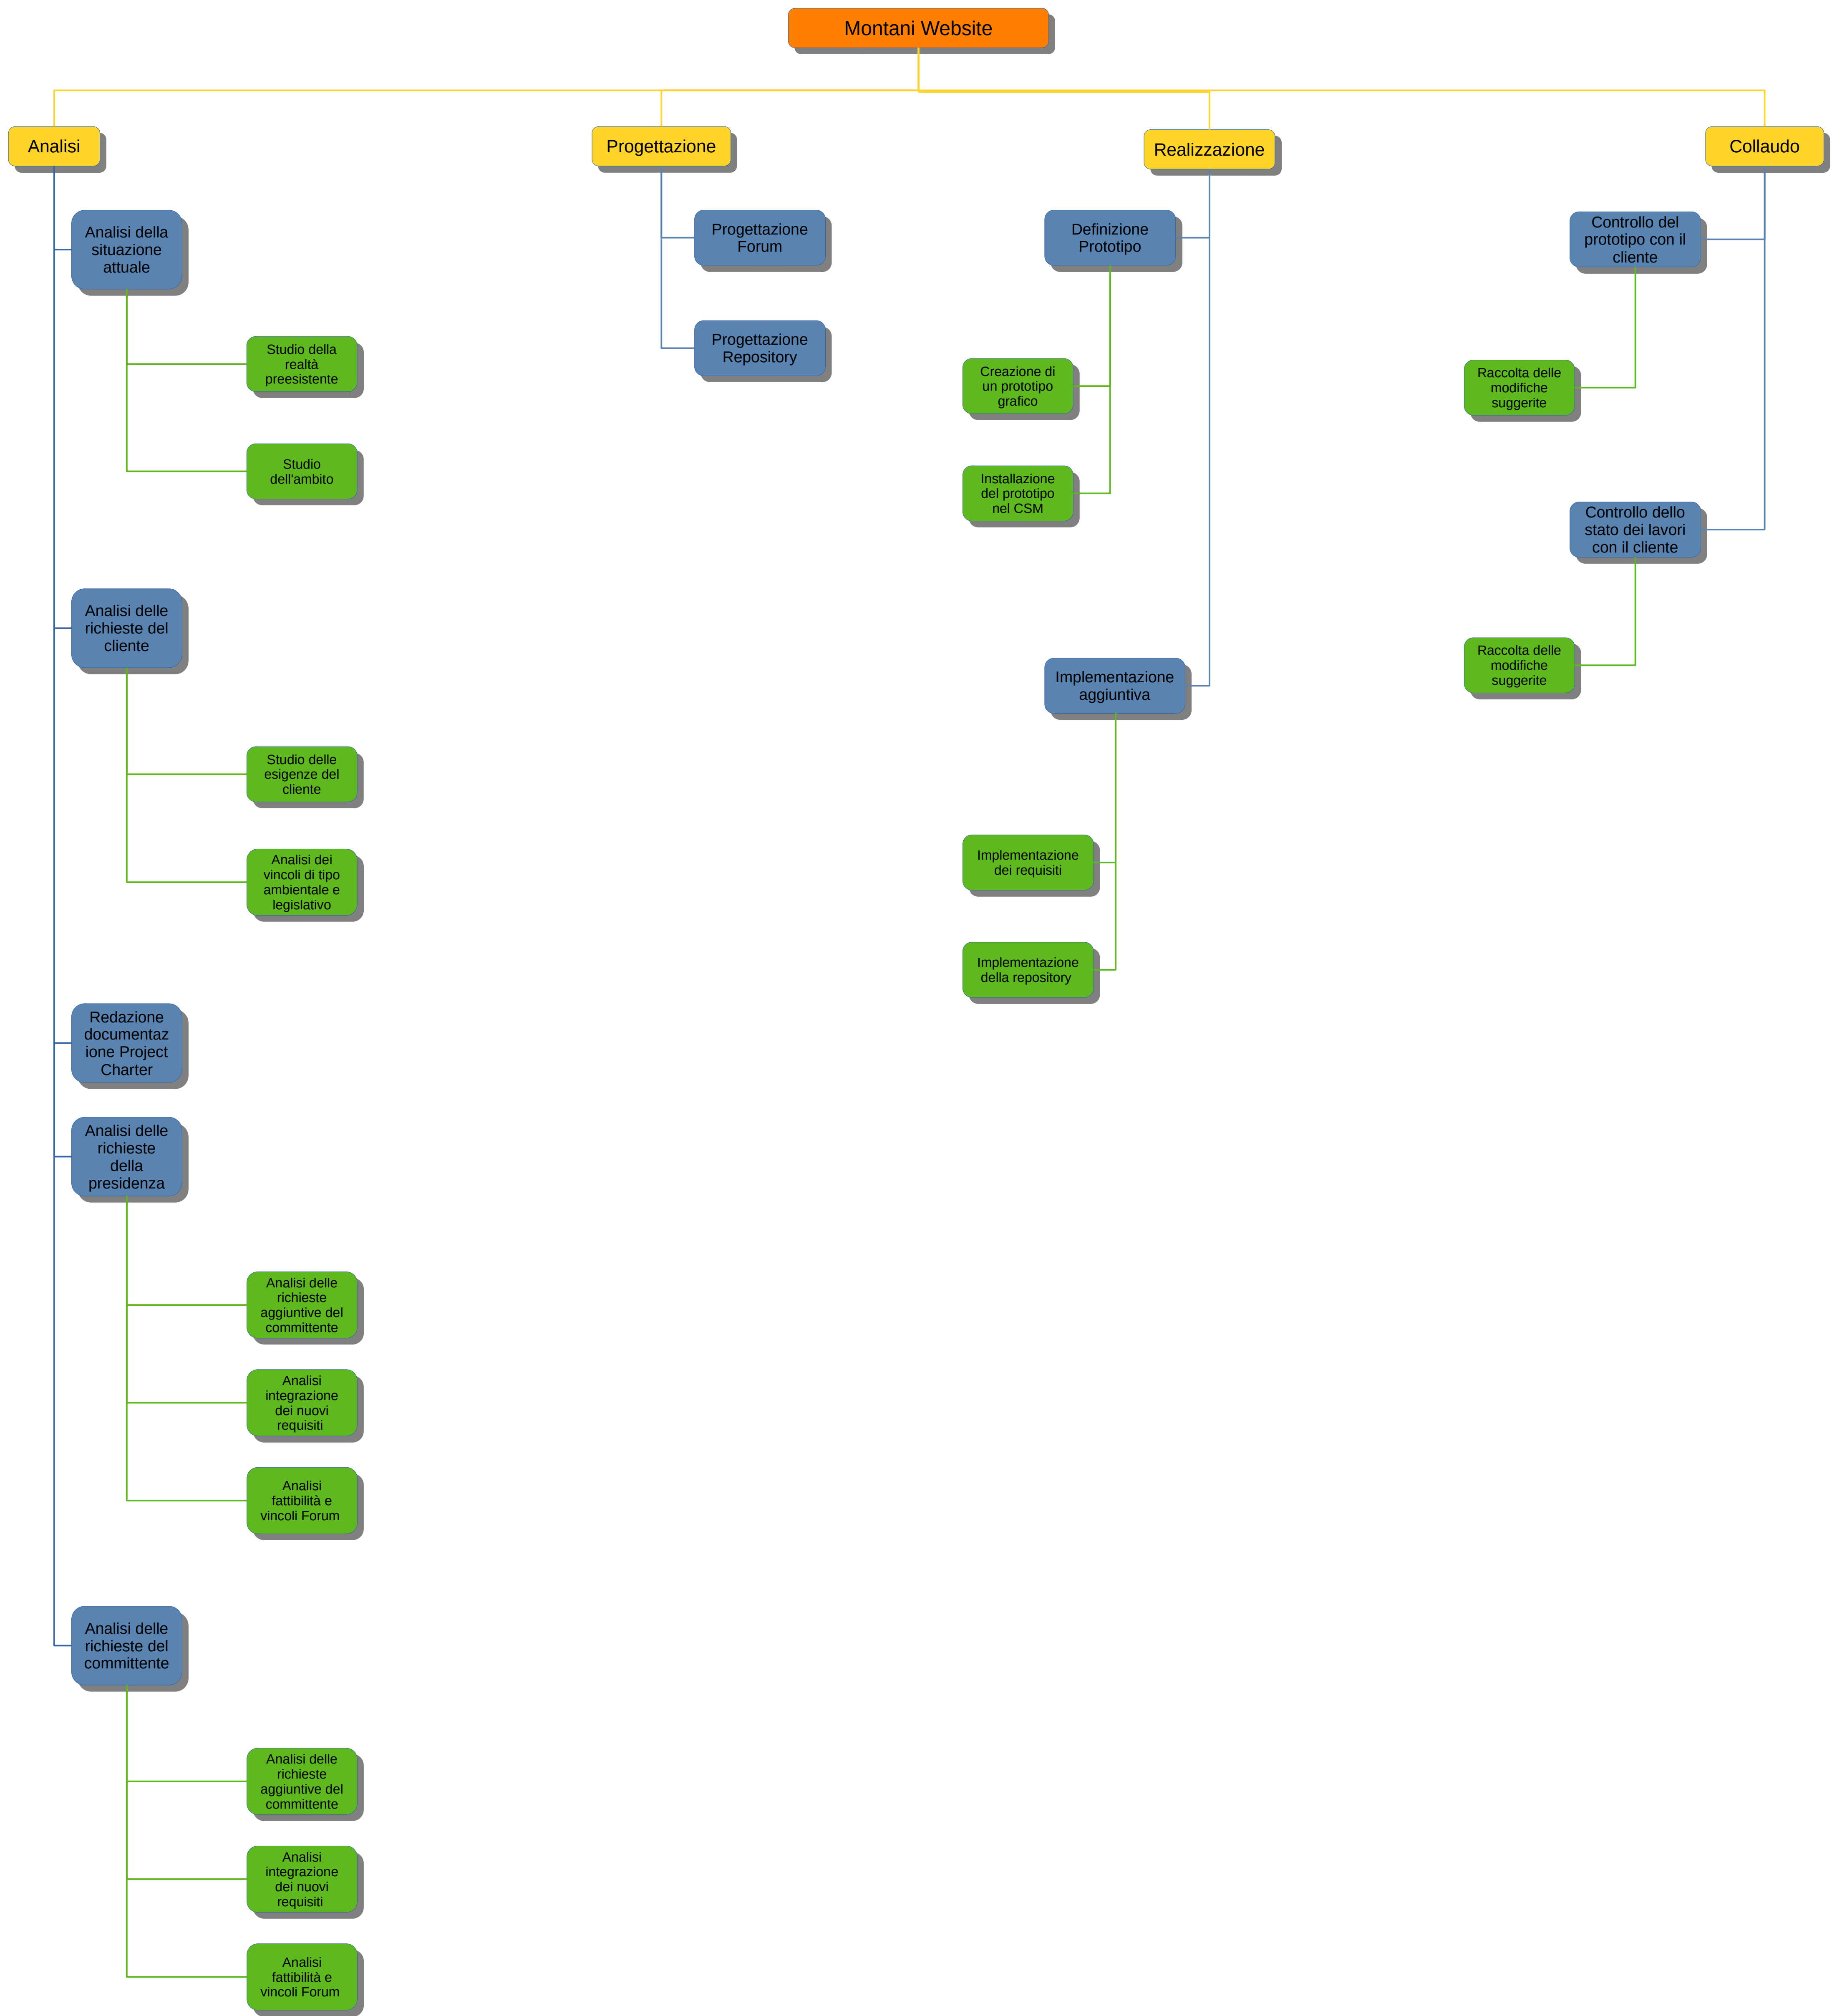 Montani Website
Analisi
Analisi della
situazione
attuale
Studio della
realtà
preesistente
Studio
dell'ambito
Analisi delle
richieste del
cliente
Studio delle
esigenze del
cliente
Analisi dei
vincoli di tipo
ambientale e
legislativo
Redazione
documentaz
ione Project
Charter
Analisi delle
richieste
della
presidenza
Analisi delle
richieste
aggiuntive del
committente
Analisi
integrazione
dei nuovi
requisiti
Analisi
fattibilità e
vincoli Forum
Analisi delle
richieste del
committente
Analisi delle
richieste
aggiuntive del
committente
Analisi
integrazione
dei nuovi
requisiti
Analisi
fattibilità e
vincoli Forum
Progettazione
Progettazione
Forum
Progettazione
Repository
Realizzazione
Definizione
Prototipo
Creazione di
un prototipo
grafico
Installazione
del prototipo
nel CSM
Implementazione
aggiuntiva
Implementazione
dei requisiti
Implementazione
della repository
Collaudo
Controllo del
prototipo con il
cliente
Raccolta delle
modifiche
suggerite
Controllo dello
stato dei lavori
con il cliente
Raccolta delle
modifiche
suggerite